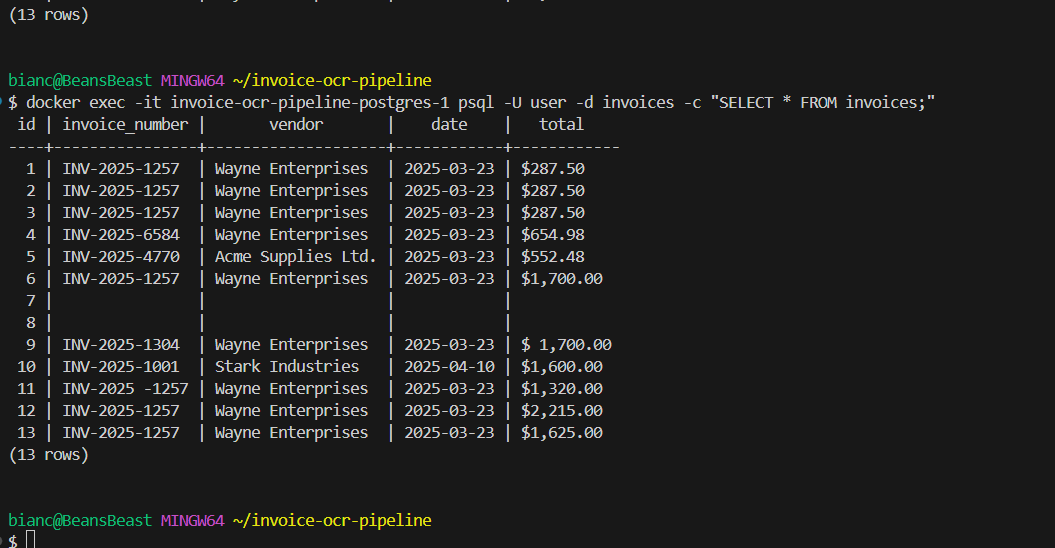 (13 rows)
bianc@BeansBeast MINGW64 ~/invoice-ocr-pipeline
$ docker exec -it invoice-ocr-pipeline-postgres-1 psql -U user -d invoices -c "SELECT * FROM invoices;"
 id | invoice_number |       vendor       |    date    |   total
----+----------------+--------------------+------------+------------
  1 | INV-2025-1257  | Wayne Enterprises  | 2025-03-23 | $287.50
  2 | INV-2025-1257  | Wayne Enterprises  | 2025-03-23 | $287.50
  3 | INV-2025-1257  | Wayne Enterprises  | 2025-03-23 | $287.50
  4 | INV-2025-6584  | Wayne Enterprises  | 2025-03-23 | $654.98
  5 | INV-2025-4770  | Acme Supplies Ltd. | 2025-03-23 | $552.48
  6 | INV-2025-1257  | Wayne Enterprises  | 2025-03-23 | $1,700.00
  7 |                |                    |            |
  8 |                |                    |            |
  9 | INV-2025-1304  | Wayne Enterprises  | 2025-03-23 | $ 1,700.00
 10 | INV-2025-1001  | Stark Industries   | 2025-04-10 | $1,600.00
 11 | INV-2025 -1257 | Wayne Enterprises  | 2025-03-23 | $1,320.00
 12 | INV-2025-1257  | Wayne Enterprises  | 2025-03-23 | $2,215.00
 13 | INV-2025-1257  | Wayne Enterprises  | 2025-03-23 | $1,625.00
(13 rows)
bianc@BeansBeast MINGW64 ~/invoice-ocr-pipeline
$